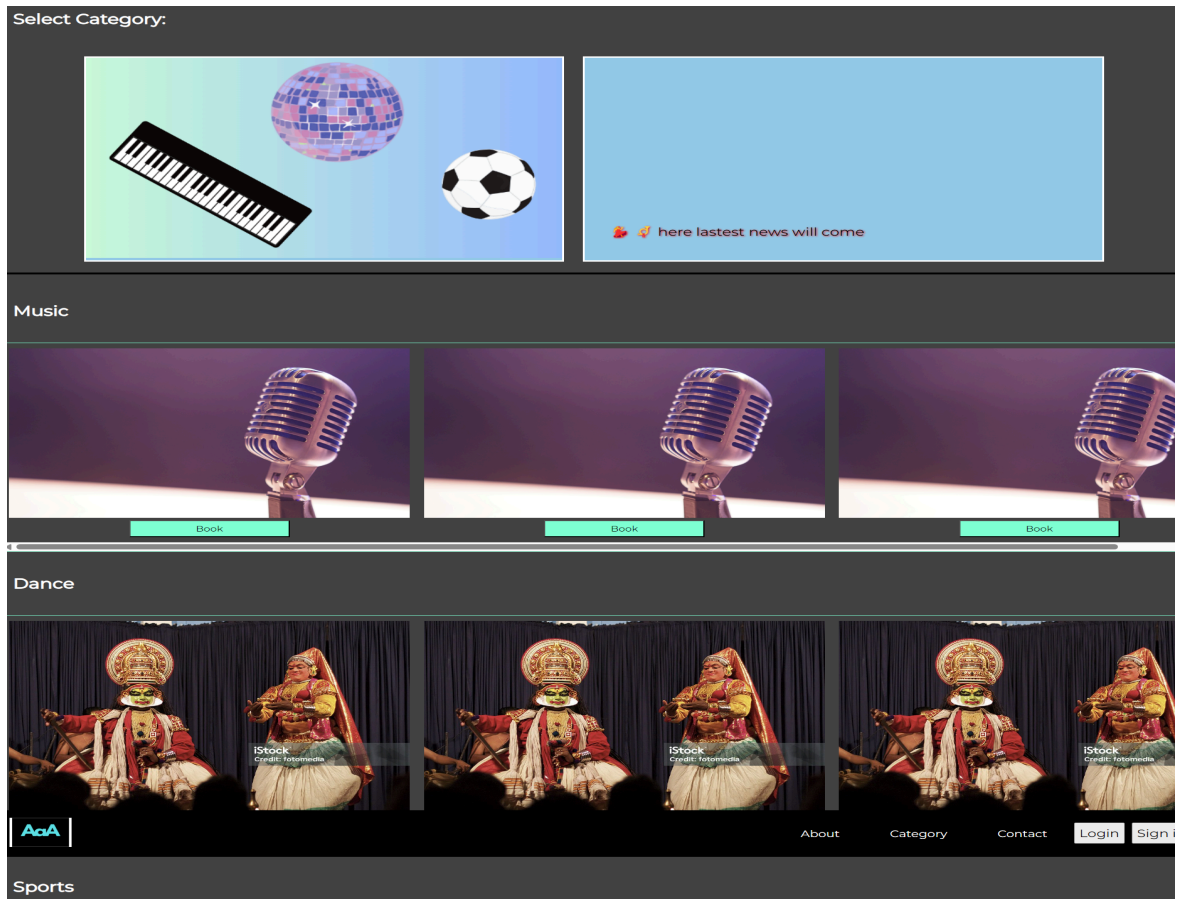 Select Category:
here lastest news will come
Music
Book Book Book
Dance
iStock iStock iStock
Credit: fotomedia Credit: fotomedia Credit: fotomedia
AaA About Category Contact Login Sign i
Sports